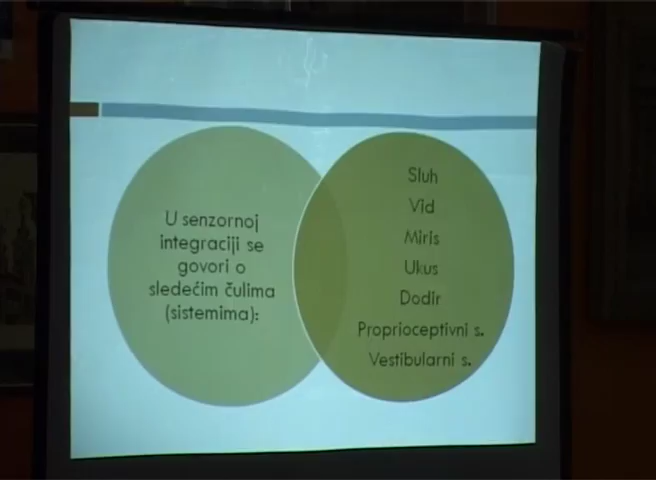 U senzornoj
integraciji se
govori o
sledećim čulima
(sistemima):
Sluh
Vid
Miris
Ukus
Dodir
Proprioceptivni s.
Vestibularni s.